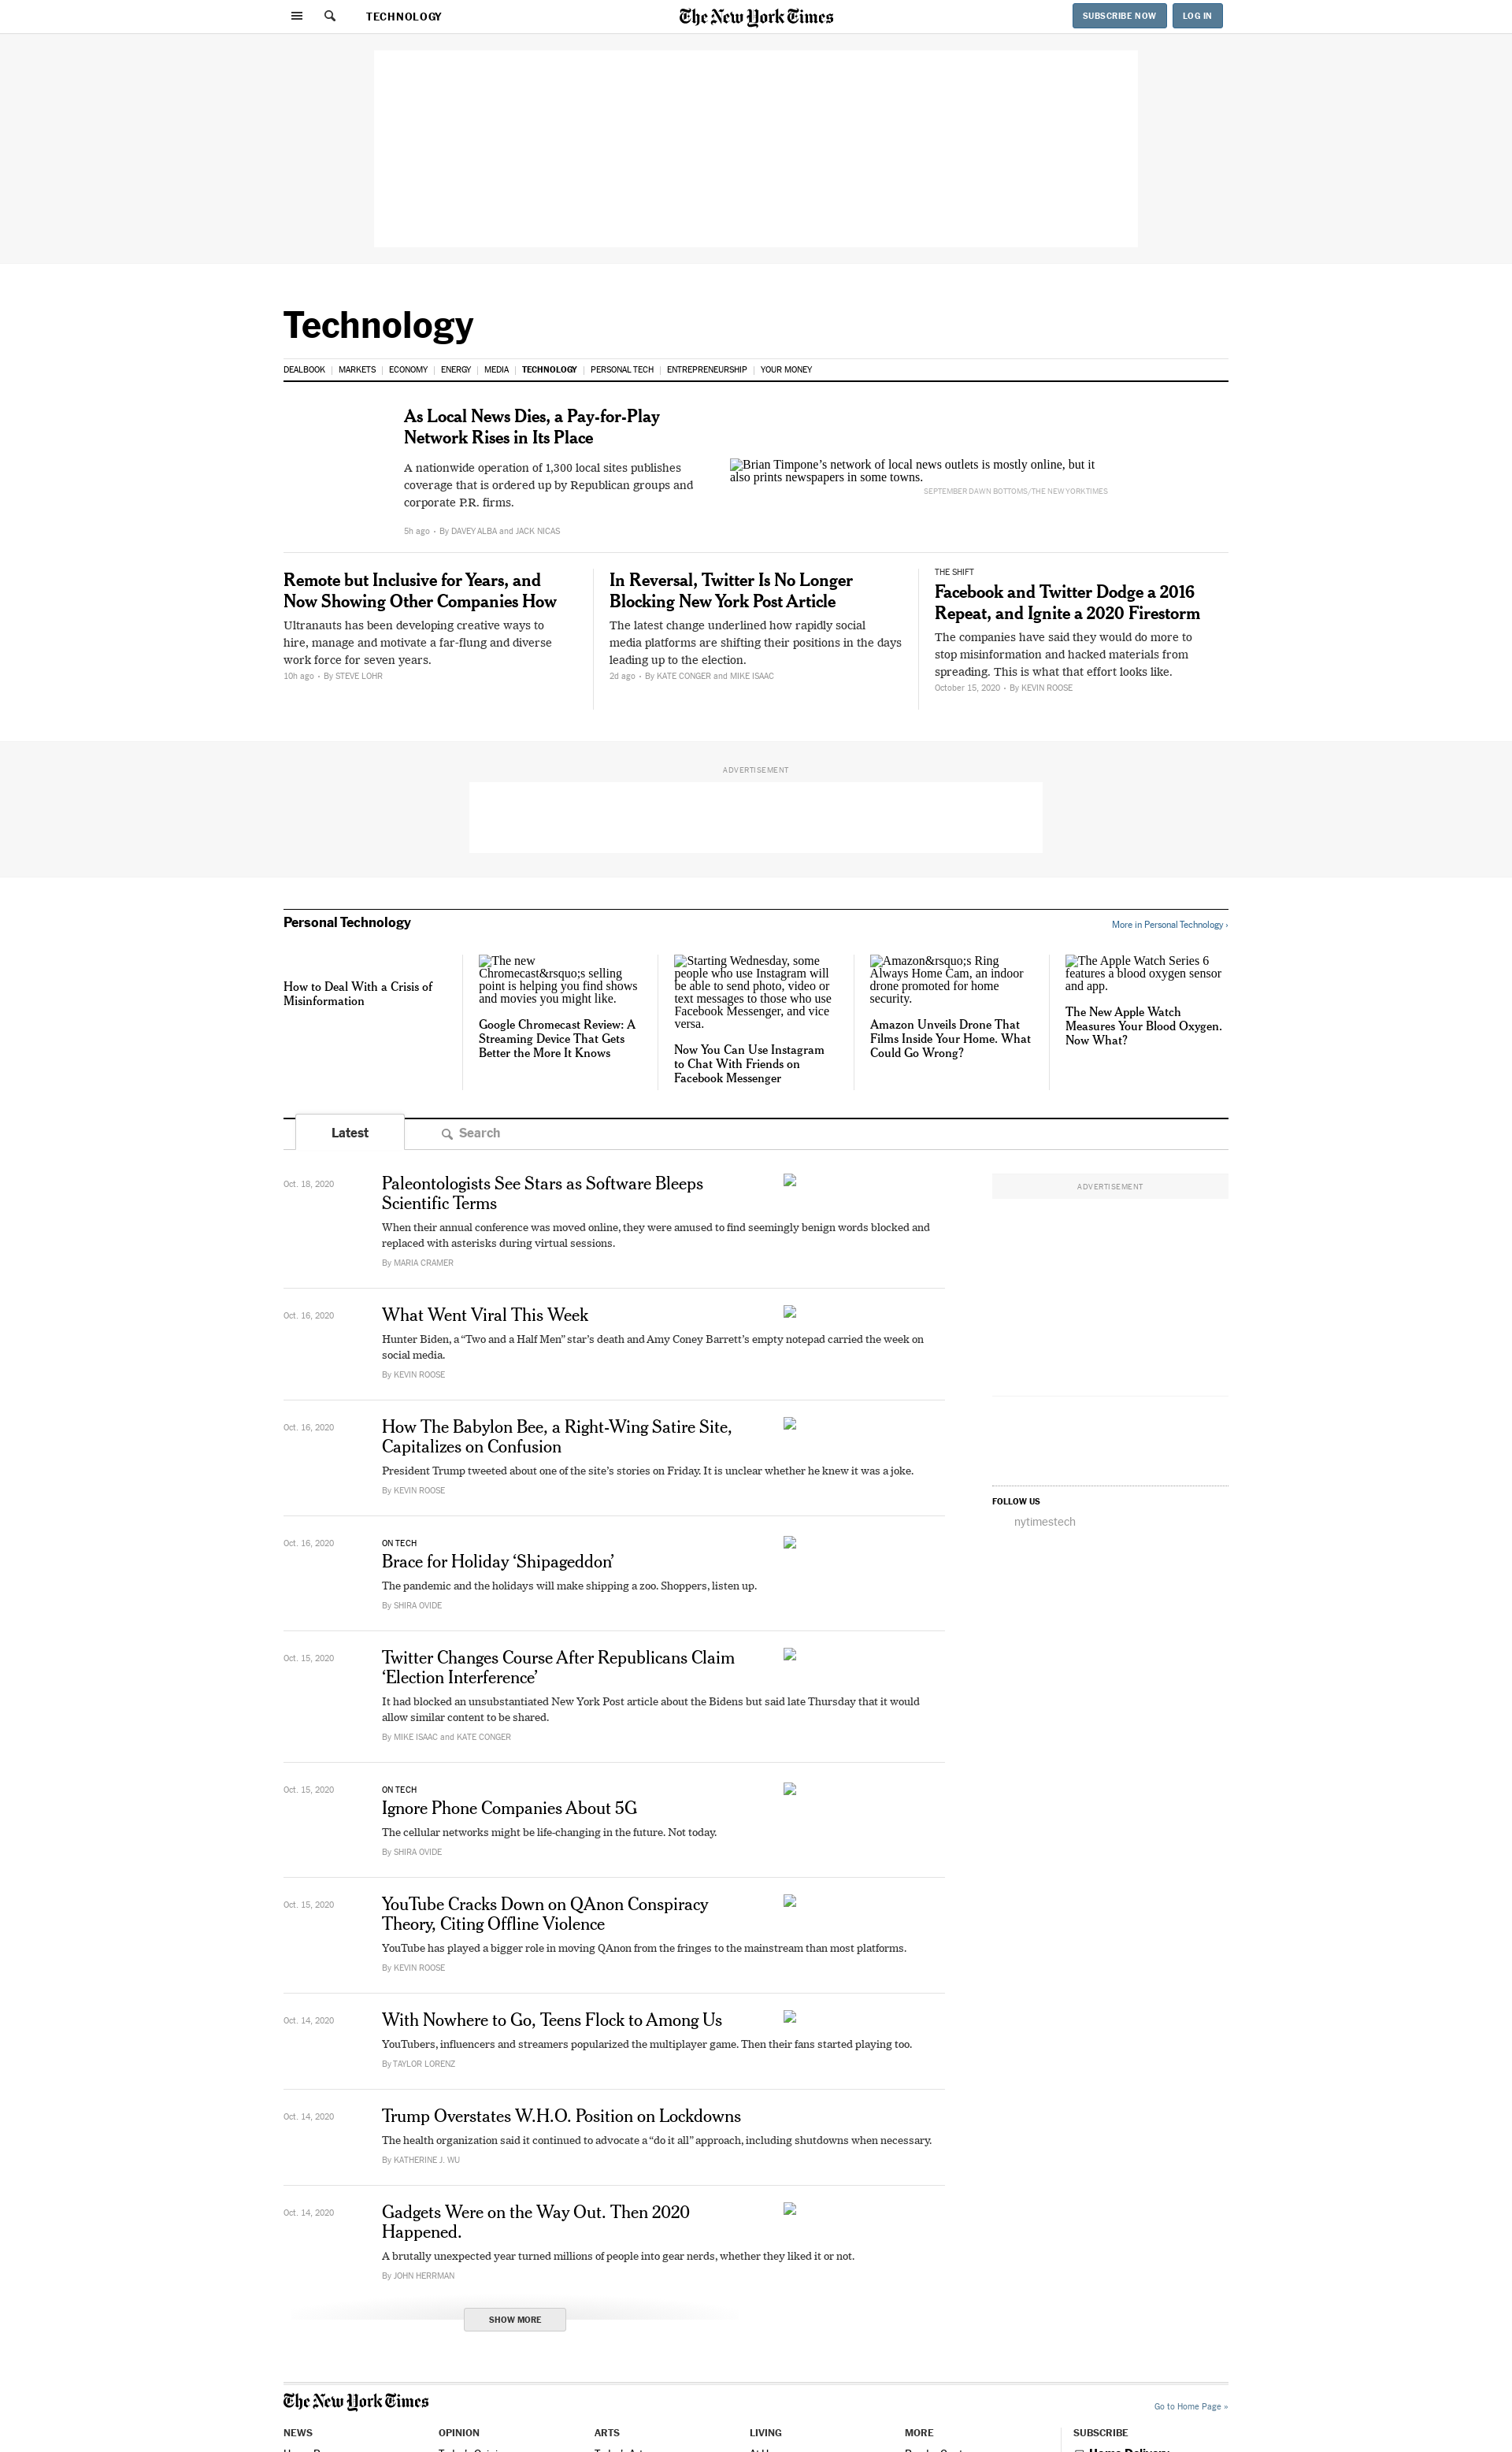 TECHNOLOGY
The New York Times
SUBSCRIBE NOW
LOG IN
Technology
DEALBOOK | MARKETS | ECONOMY | ENERGY | MEDIA | TECHNOLOGY | PERSONAL TECH | ENTREPRENEURSHIP | YOUR MONEY
As Local News Dies, a Pay-for-Play
Network Rises in Its Place
A nationwide operation of 1,300 local sites publishes
coverage that is ordered up by Republican groups and
corporate P.R. firms.
5h ago • By DAVEY ALBA and JACK NICAS
Brian Timpone’s network of local news outlets is mostly online, but it
also prints newspapers in some towns.
SEPTEMBER DAWN BOTTOMS/THE NEW YORK TIMES
Remote but Inclusive for Years, and
Now Showing Other Companies How
Ultranauts has been developing creative ways to
hire, manage and motivate a far-flung and diverse
work force for seven years.
10h ago • By STEVE LOHR
In Reversal, Twitter Is No Longer
Blocking New York Post Article
The latest change underlined how rapidly social
media platforms are shifting their positions in the days
leading up to the election.
2d ago • By KATE CONGER and MIKE ISAAC
THE SHIFT
Facebook and Twitter Dodge a 2016
Repeat, and Ignite a 2020 Firestorm
The companies have said they would do more to
stop misinformation and hacked materials from
spreading. This is what that effort looks like.
October 15, 2020 • By KEVIN ROOSE
ADVERTISEMENT
Personal Technology
More in Personal Technology ›
How to Deal With a Crisis of
Misinformation
The new
Chromecast&rsquo;s selling
point is helping you find shows
and movies you might like.
Google Chromecast Review: A
Streaming Device That Gets
Better the More It Knows
Starting Wednesday, some
people who use Instagram will
be able to send photo, video or
text messages to those who use
Facebook Messenger, and vice
versa.
Now You Can Use Instagram
to Chat With Friends on
Facebook Messenger
Amazon&rsquo;s Ring
Always Home Cam, an indoor
drone promoted for home
security.
Amazon Unveils Drone That
Films Inside Your Home. What
Could Go Wrong?
The Apple Watch Series 6
features a blood oxygen sensor
and app.
The New Apple Watch
Measures Your Blood Oxygen.
Now What?
Latest
Search
Oct. 18, 2020
Paleontologists See Stars as Software Bleeps
Scientific Terms
When their annual conference was moved online, they were amused to find seemingly benign words blocked and
replaced with asterisks during virtual sessions.
By MARIA CRAMER
ADVERTISEMENT
Oct. 16, 2020
What Went Viral This Week
Hunter Biden, a “Two and a Half Men” star’s death and Amy Coney Barrett’s empty notepad carried the week on
social media.
By KEVIN ROOSE
Oct. 16, 2020
How The Babylon Bee, a Right-Wing Satire Site,
Capitalizes on Confusion
President Trump tweeted about one of the site’s stories on Friday. It is unclear whether he knew it was a joke.
By KEVIN ROOSE
FOLLOW US
nytimestech
Oct. 16, 2020
ON TECH
Brace for Holiday ‘Shipageddon’
The pandemic and the holidays will make shipping a zoo. Shoppers, listen up.
By SHIRA OVIDE
Oct. 15, 2020
Twitter Changes Course After Republicans Claim
‘Election Interference’
It had blocked an unsubstantiated New York Post article about the Bidens but said late Thursday that it would
allow similar content to be shared.
By MIKE ISAAC and KATE CONGER
Oct. 15, 2020
ON TECH
Ignore Phone Companies About 5G
The cellular networks might be life-changing in the future. Not today.
By SHIRA OVIDE
Oct. 15, 2020
YouTube Cracks Down on QAnon Conspiracy
Theory, Citing Offline Violence
YouTube has played a bigger role in moving QAnon from the fringes to the mainstream than most platforms.
By KEVIN ROOSE
Oct. 14, 2020
With Nowhere to Go, Teens Flock to Among Us
YouTubers, influencers and streamers popularized the multiplayer game. Then their fans started playing too.
By TAYLOR LORENZ
Oct. 14, 2020
Trump Overstates W.H.O. Position on Lockdowns
The health organization said it continued to advocate a “do it all” approach, including shutdowns when necessary.
By KATHERINE J. WU
Oct. 14, 2020
Gadgets Were on the Way Out. Then 2020
Happened.
A brutally unexpected year turned millions of people into gear nerds, whether they liked it or not.
By JOHN HERRMAN
SHOW MORE
The New York Times
Go to Home Page »
NEWS
OPINION
ARTS
LIVING
MORE
SUBSCRIBE
Home Delivery